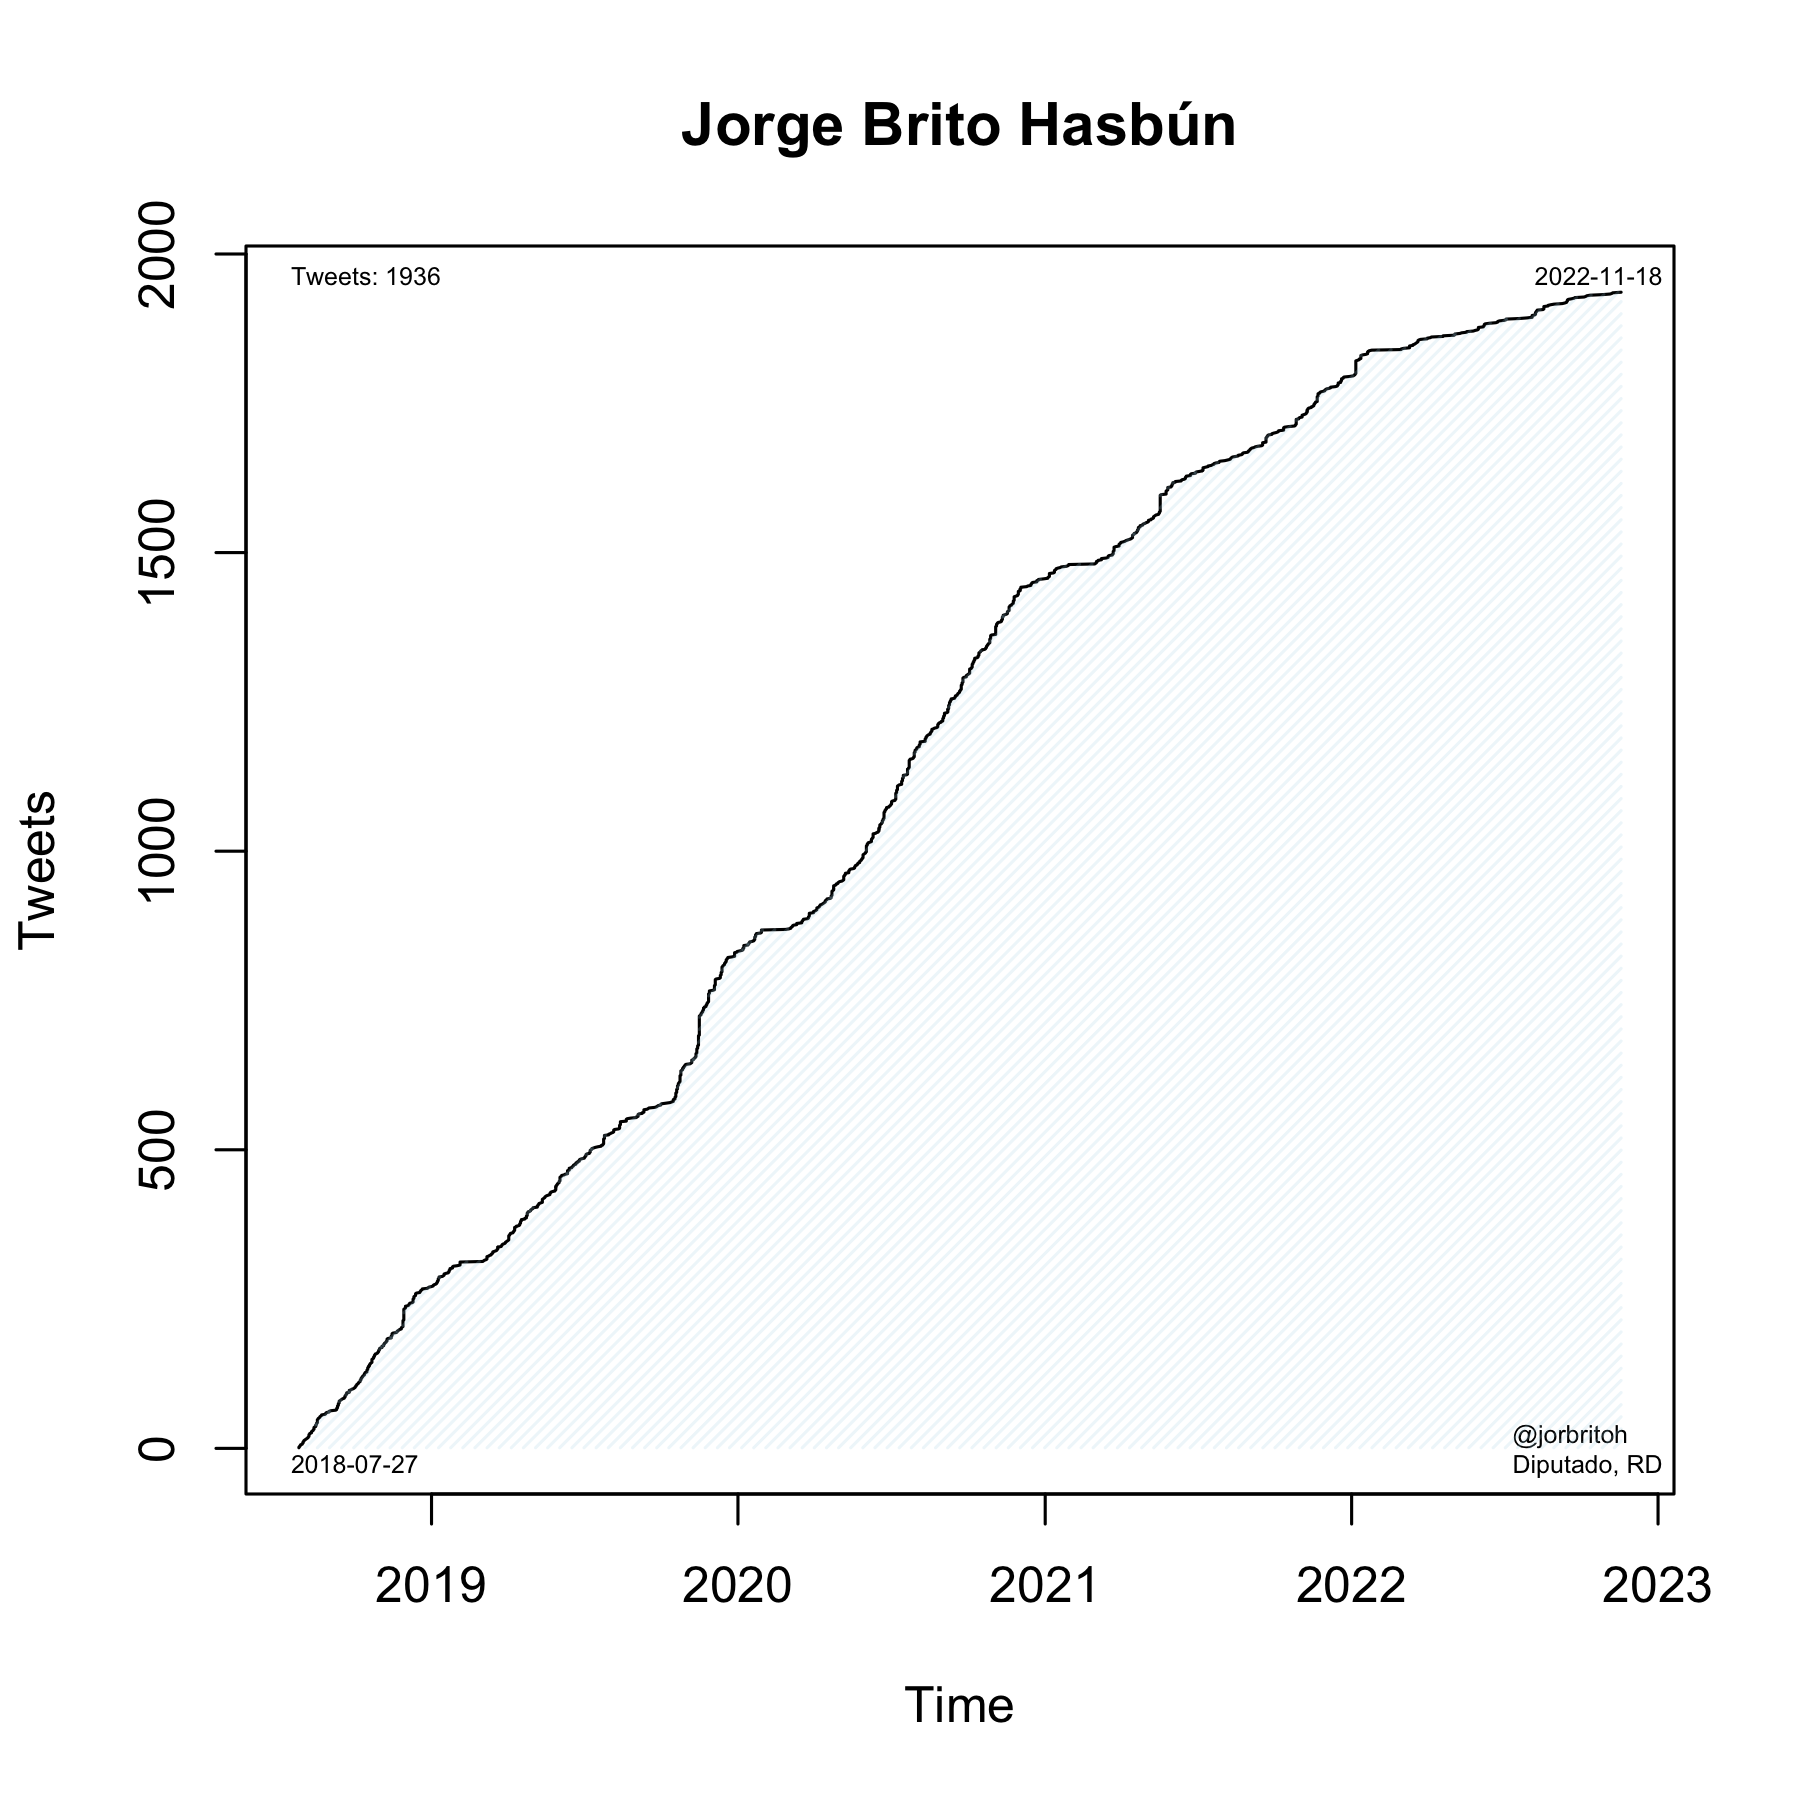 Jorge Brito Hasbún
Tweets: 1936
2022-11-18
2000
1500
1000
500
0
Tweets
@jorbritoh
Diputado, RD
2018-07-27
2019
2020
2021
2022
2023
Time